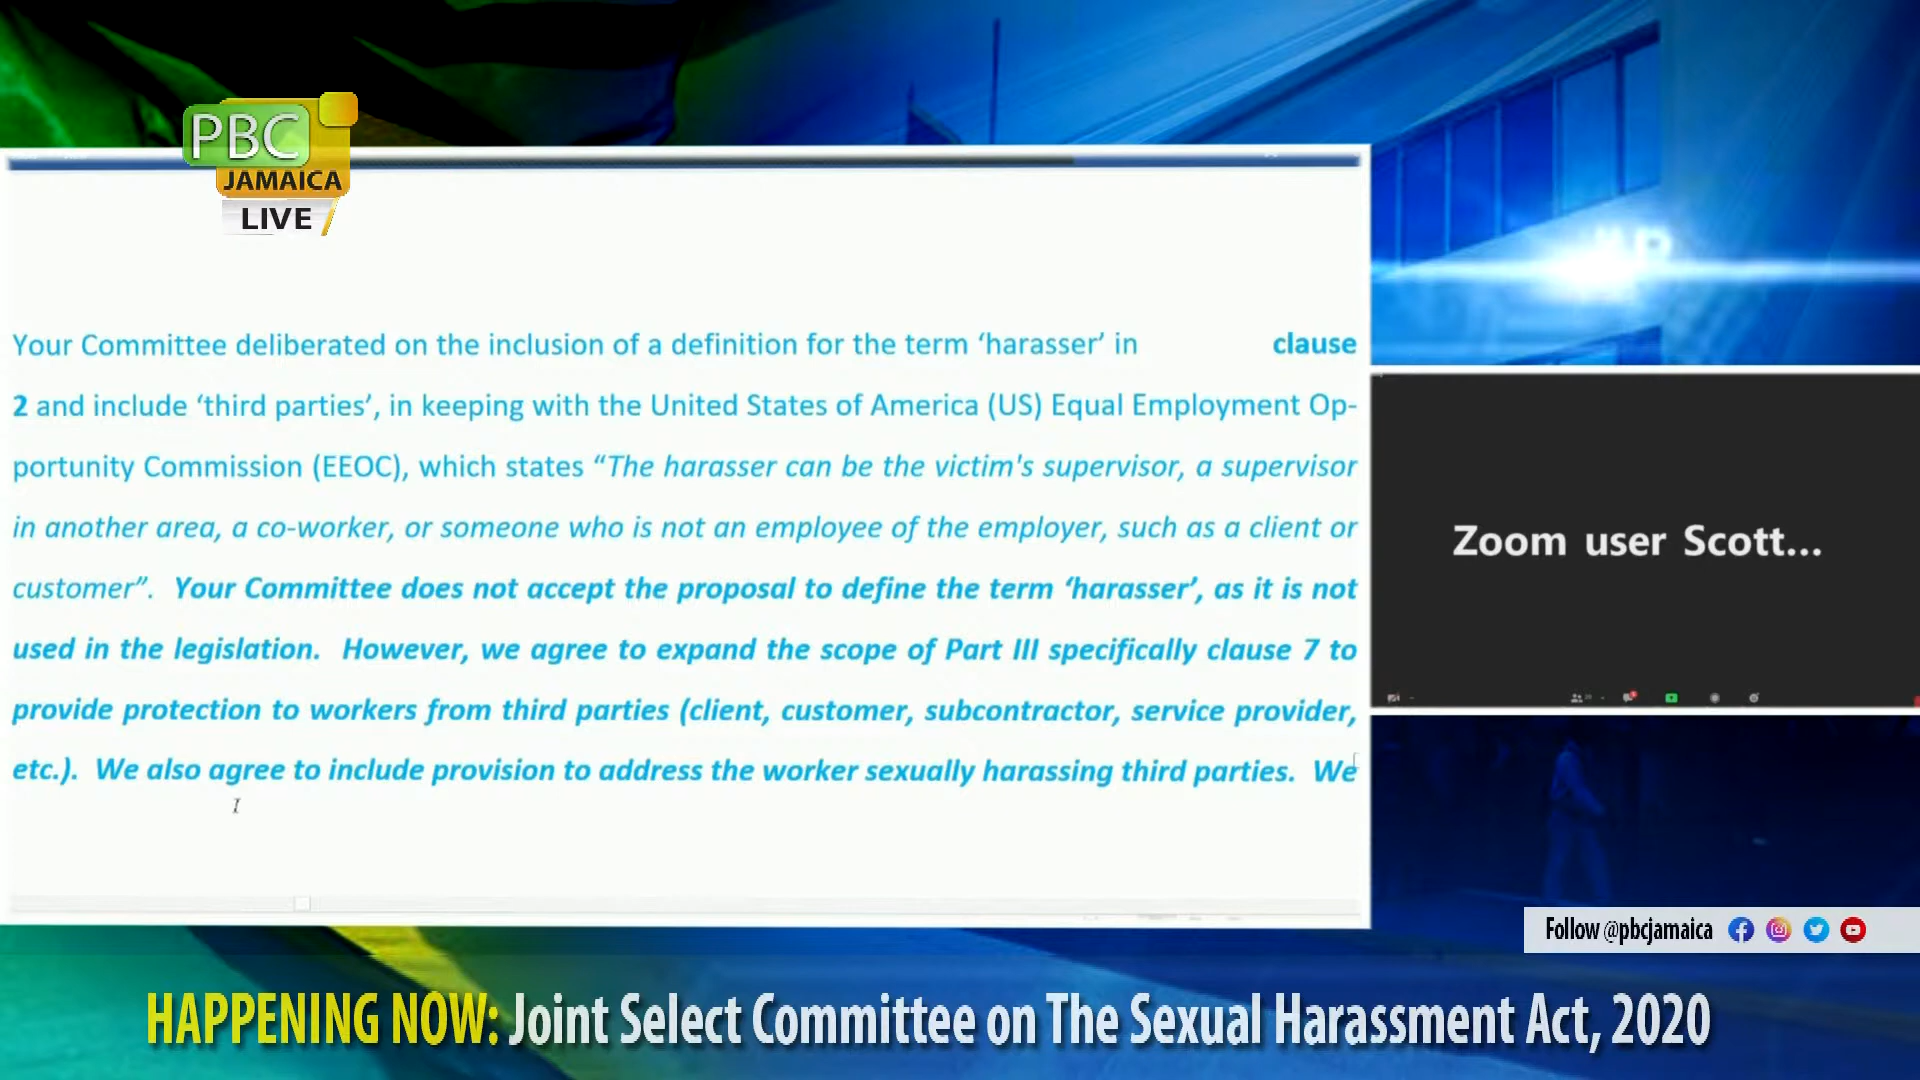 PBC
JAMAICA
LIVE
Your Committee deliberated on the inclusion of a definition for the term ‘harasser’ in clause
2 and include ‘third parties’, in keeping with the United States of America (US) Equal Employment Op-
portunity Commission (EEOC), which states “The harasser can be the victim's supervisor, a supervisor
in another area, a co-worker, or someone who is not an employee of the employer, such as a client or
customer”. Your Committee does not accept the proposal to define the term ‘harasser’, as it is not
used in the legislation. However, we agree to expand the scope of Part III specifically clause 7 to
provide protection to workers from third parties (client, customer, subcontractor, service provider,
etc.). We also agree to include provision to address the worker sexually harassing third parties. We
Zoom user Scott...
Follow @pbcjamaica
HAPPENING NOW: Joint Select Committee on The Sexual Harassment Act, 2020